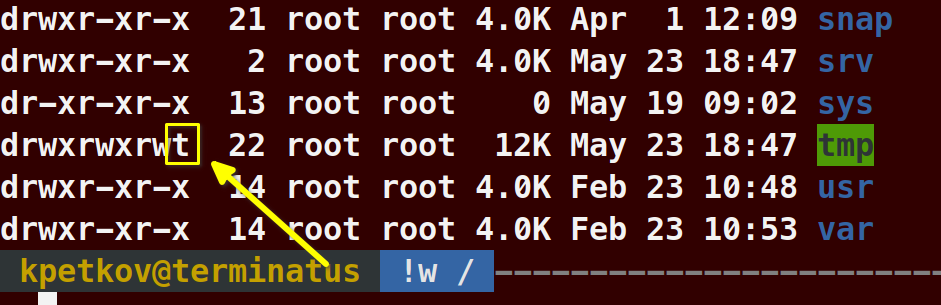 drwxr-xr-x 21 root root 4.0K Apr 1 12:09 snap
drwxr-xr-x 2 root root 4.0K May 23 18:47 srv
dr-xr-xr-x 13 root root 0 May 19 09:02 sys
drwxrwxrwt 22 root root 12K May 23 18:47 tmp
drwxr-xr-x 14 root root 4.0K Feb 23 10:48 usr
drwxr-xr-x 14 root root 4.0K Feb 23 10:53 var
kpetkov@terminatus !w /